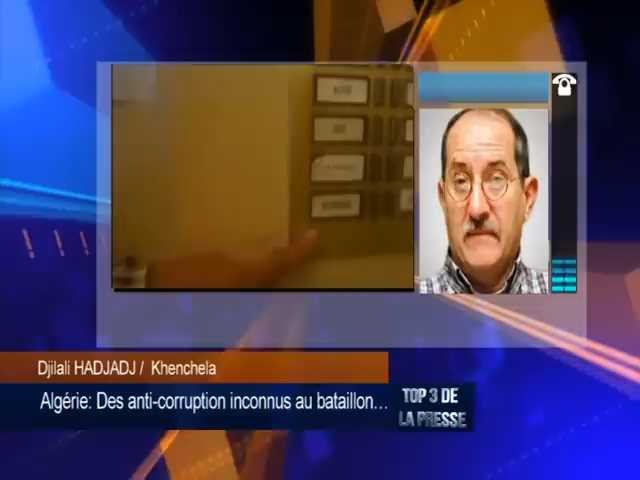 Djilali HADJADJ / Khenchela
Algérie: Des anti-corruption inconnus au bataillon…
TOP 3 DE
LA PRESSE